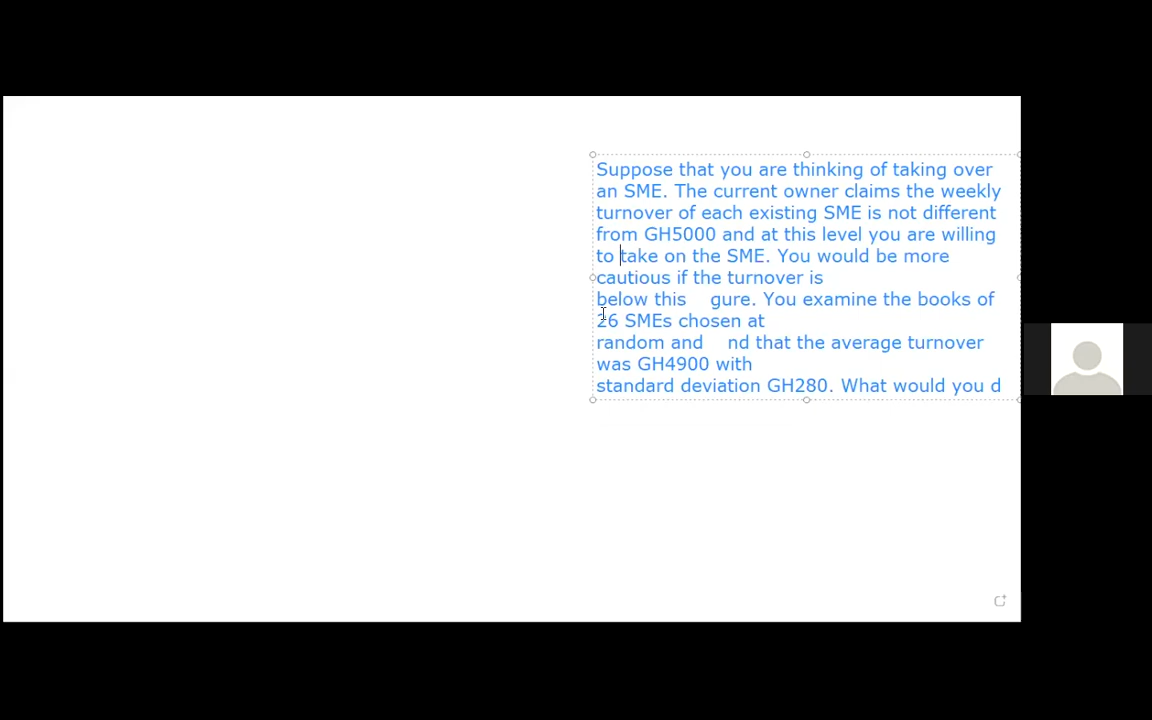 Suppose that you are thinking of taking over
an SME. The current owner claims the weekly
turnover of each existing SME is not different
from GH5000 and at this level you are willing
to take on the SME. You would be more
cautious if the turnover is
below this gure. You examine the books of
26 SMEs chosen at
random and nd that the average turnover
was GH4900 with
standard deviation GH280. What would you d